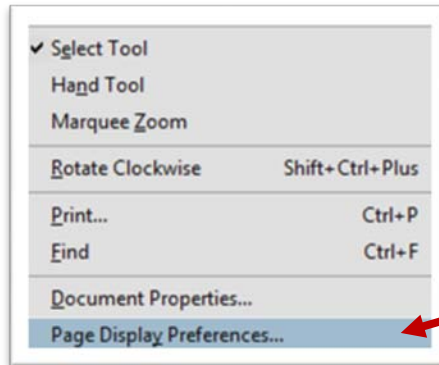 Select Tool
Hand Tool
Marquee Zoom
Rotate Clockwise Shift+Ctrl+Plus
Print... Ctrl+P
Find Ctrl+F
Document Properties...
Page Display Preferences...